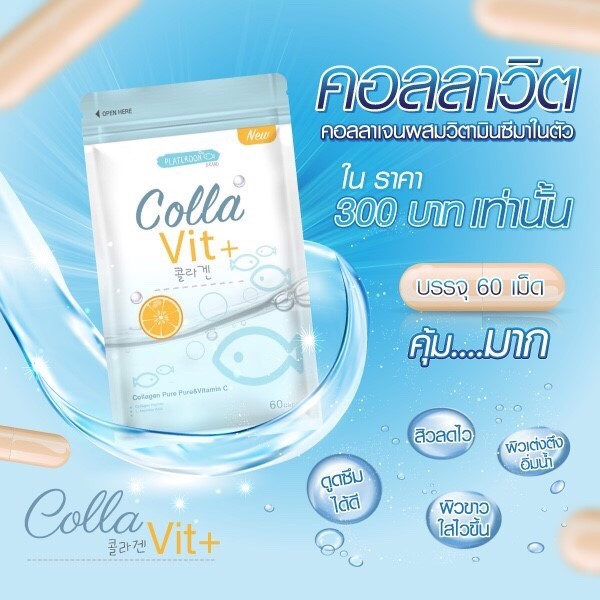 คอลลาวิต
คอลลาเจนผสมวิตามินซีมาในตัว
ใน ราคา
300 บาท เท่านั้น
บรรจุ 60 เม็ด
คุ้ม....มาก
สิวลดไว
ผิวเต่งตึง
อิ่มน้ำ
ดูดซึม
ได้ดี
ผิวขาว
ใสไวขึ้น
OPEN HERE
New
PLATLADOR
Colla
Vit+
콜라겐
Collagen Pure Pure&Vitamin C
Colla
콜라겐 Vit+